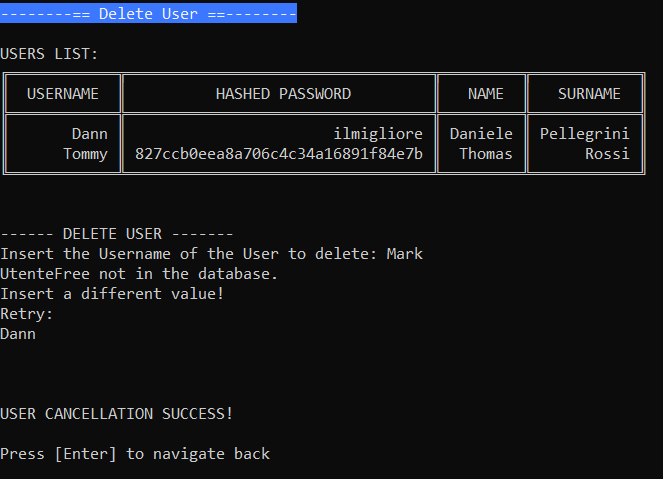 --------== Delete User ==--------
USERS LIST:
USERNAME HASHED PASSWORD NAME SURNAME
Dann ilmigliore Daniele Pellegrini
Tommy 827ccb0eea8a706c4c34a16891f84e7b Thomas Rossi
------ DELETE USER -------
Insert the Username of the User to delete: Mark
UtenteFree not in the database.
Insert a different value!
Retry:
Dann
USER CANCELLATION SUCCESS!
Press [Enter] to navigate back